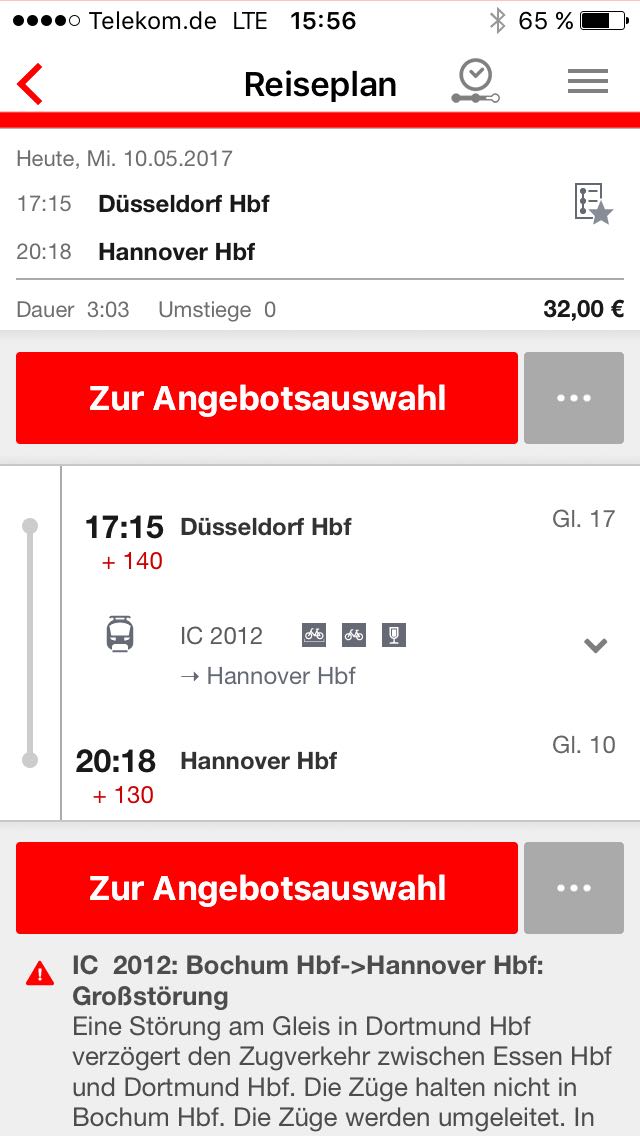 Telekom.de LTE 15:56 65 %
Reiseplan
Heute, Mi. 10.05.2017
17:15 Düsseldorf Hbf
20:18 Hannover Hbf
Dauer 3:03 Umstiege 0 32,00 €
Zur Angebotsauswahl ...
17:15 Düsseldorf Hbf Gl. 17
+ 140
IC 2012
→ Hannover Hbf
20:18 Hannover Hbf Gl. 10
+ 130
Zur Angebotsauswahl ...
IC 2012: Bochum Hbf->Hannover Hbf:
Großstörung
Eine Störung am Gleis in Dortmund Hbf
verzögert den Zugverkehr zwischen Essen Hbf
und Dortmund Hbf. Die Züge halten nicht in
Bochum Hbf. Die Züge werden umgeleitet. In